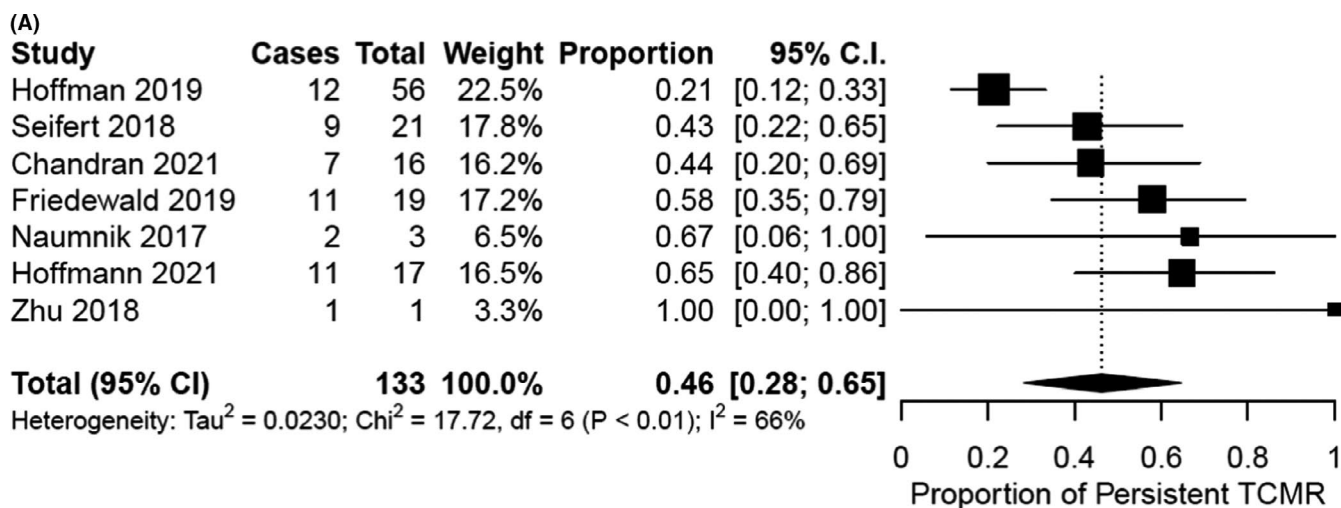 (A)
Study Cases Total Weight Proportion 95% C.I.
Hoffman 2019 12 56 22.5% 0.21 [0.12; 0.33]
Seifert 2018 9 21 17.8% 0.43 [0.22; 0.65]
Chandran 2021 7 16 16.2% 0.44 [0.20; 0.69]
Friedewald 2019 11 19 17.2% 0.58 [0.35; 0.79]
Naumnik 2017 2 3 6.5% 0.67 [0.06; 1.00]
Hoffmann 2021 11 17 16.5% 0.65 [0.40; 0.86]
Zhu 2018 1 1 3.3% 1.00 [0.00; 1.00]
Total (95% CI) 133 100.0% 0.46 [0.28; 0.65]
Heterogeneity: Tau² = 0.0230; Chi² = 17.72, df = 6 (P < 0.01); I² = 66%
0 0.2 0.4 0.6 0.8 1
Proportion of Persistent TCMR